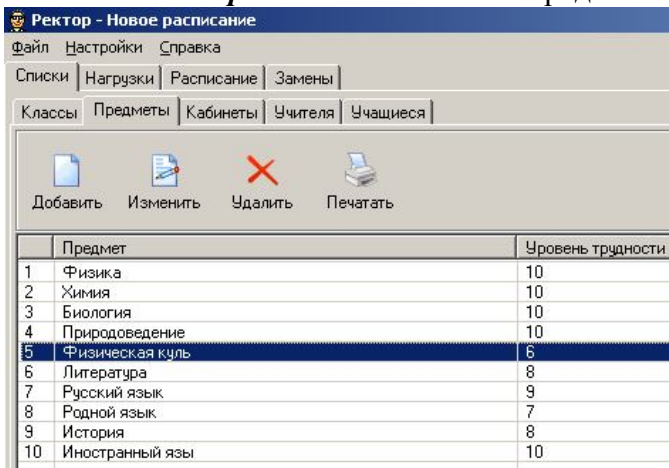 Ректор - Новое расписание
Файл Настройки Справка
Списки Нагрузки Расписание Замены
Классы Предметы Кабинеты Учителя Учащиеся
Добавить Изменить Удалить Печатать
Предмет Уровень трудности
1 Физика 10
2 Химия 10
3 Биология 10
4 Природоведение 10
5 Физическая куль 6
6 Литература 8
7 Русский язык 9
8 Родной язык 7
9 История 8
10 Иностранный язы 10